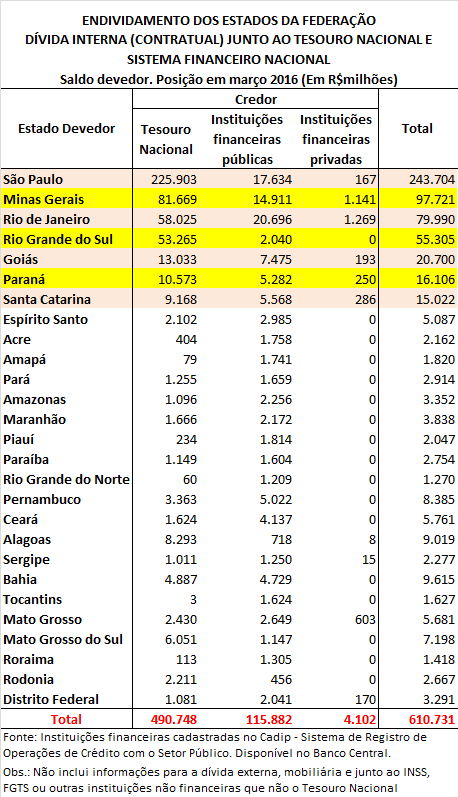 ENDIVIDAMENTO DOS ESTADOS DA FEDERAÇÃO
DÍVIDA INTERNA (CONTRATUAL) JUNTO AO TESOURO NACIONAL E
SISTEMA FINANCEIRO NACIONAL
Saldo devedor. Posição em março 2016 (Em R$milhões)
Estado Devedor Credor Total
Tesouro Nacional Instituições financeiras públicas Instituições financeiras privadas
São Paulo 225.903 17.634 167 243.704
Minas Gerais 81.669 14.911 1.141 97.721
Rio de Janeiro 58.025 20.696 1.269 79.990
Rio Grande do Sul 53.265 2.040 0 55.305
Goiás 13.033 7.475 193 20.700
Paraná 10.573 5.282 250 16.106
Santa Catarina 9.168 5.568 286 15.022
Espírito Santo 2.102 2.985 0 5.087
Acre 404 1.758 0 2.162
Amapá 79 1.741 0 1.820
Pará 1.255 1.659 0 2.914
Amazonas 1.096 2.256 0 3.352
Maranhão 1.666 2.172 0 3.838
Piauí 234 1.814 0 2.047
Paraíba 1.149 1.604 0 2.754
Rio Grande do Norte 60 1.209 0 1.270
Pernambuco 3.363 5.022 0 8.385
Ceará 1.624 4.137 0 5.761
Alagoas 8.293 718 8 9.019
Sergipe 1.011 1.250 15 2.277
Bahia 4.887 4.729 0 9.615
Tocantins 3 1.624 0 1.627
Mato Grosso 2.430 2.649 603 5.681
Mato Grosso do Sul 6.051 1.147 0 7.198
Roraima 113 1.305 0 1.418
Rodonia 2.211 456 0 2.667
Distrito Federal 1.081 2.041 170 3.291
Total 490.748 115.882 4.102 610.731
Fonte: Instituições financeiras cadastradas no Cadip - Sistema de Registro de
Operações de Crédito com o Setor Público. Disponível no Banco Central.
Obs.: Não inclui informações para a dívida externa, mobiliária e junto ao INSS,
FGTS ou outras instituições não financeiras que não o Tesouro Nacional